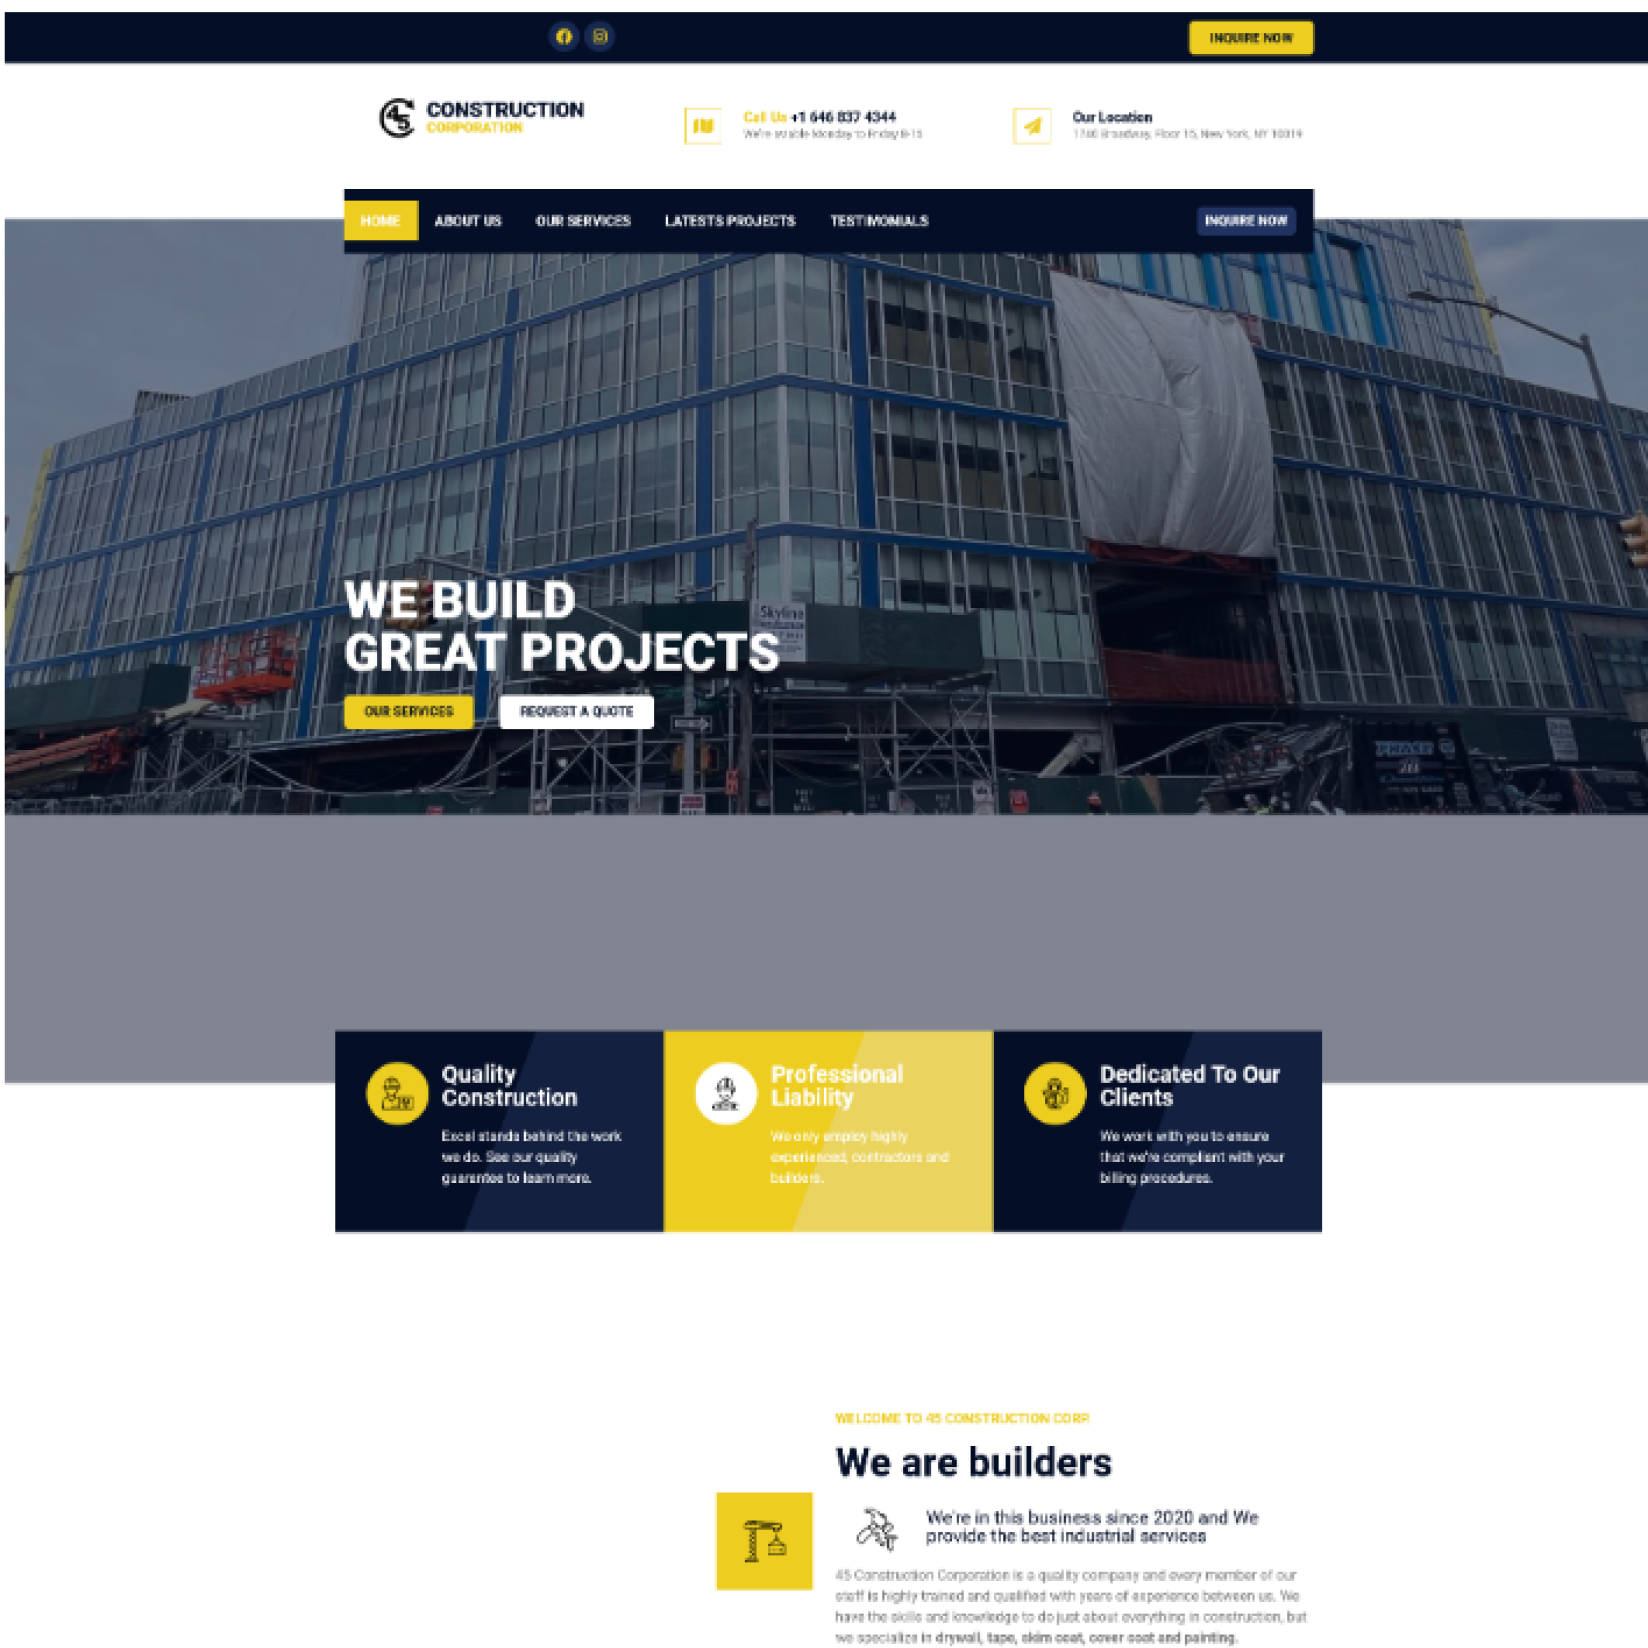 INQUIRE NOW
45 CONSTRUCTION
CORPORATION
Call Us +1 646 837 4344
We're Monday to Friday 8-15
Our Location
1740 Broadway, Floor 15, New York, NY 10019
HOME ABOUT US OUR SERVICES LATESTS PROJECTS TESTIMONIALS INQUIRE NOW
Skyline
WE BUILD
GREAT PROJECTS
OUR SERVICES REQUEST A QUOTE
Quality
Construction
Excel stands behind the work
we do. See our quality
guarantee to learn more.
Professional
Liability
We only employ highly
experienced, contractors and
builders.
Dedicated To Our
Clients
We work with you to ensure
that we're compliant with your
billing procedures.
WELCOME TO 45 CONSTRUCTION CORP.
We are builders
We're in this business since 2020 and We
provide the best industrial services
45 Construction Corporation is a quality company and every member of our
staff is highly trained and qualified with years of experience between us. We
have the skills and knowledge to do just about everything in construction, but
we specialize in drywall, tape, skim coat, cover coat and painting.